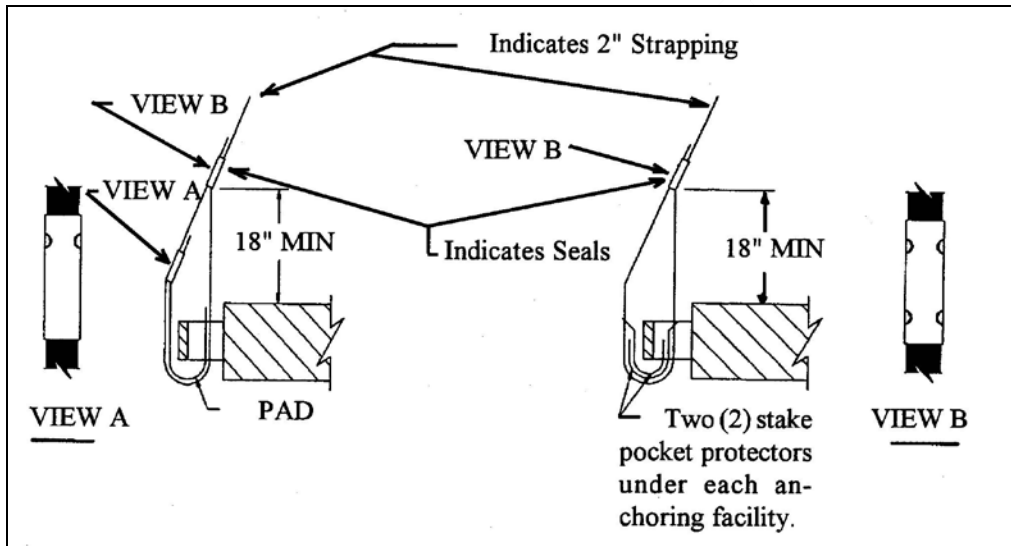 Indicates 2" Strapping
VIEW B
VIEW B
VIEW A
18" MIN
Indicates Seals
18" MIN
VIEW A
PAD
Two (2) stake
pocket protectors
under each an-
choring facility.
VIEW B